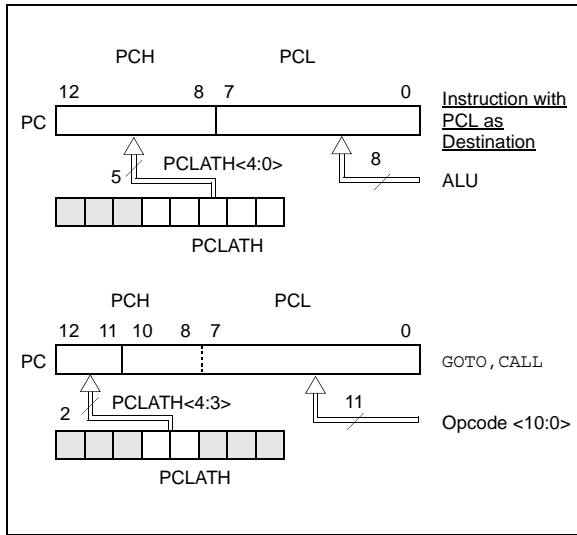 PCH PCL
12 8 7 0
PC
Instruction with
PCL as
Destination
5 PCLATH<4:0> 8
ALU
PCLATH
PCH PCL
12 11 10 8 7 0
PC GOTO,CALL
2 PCLATH<4:3> 11
Opcode <10:0>
PCLATH